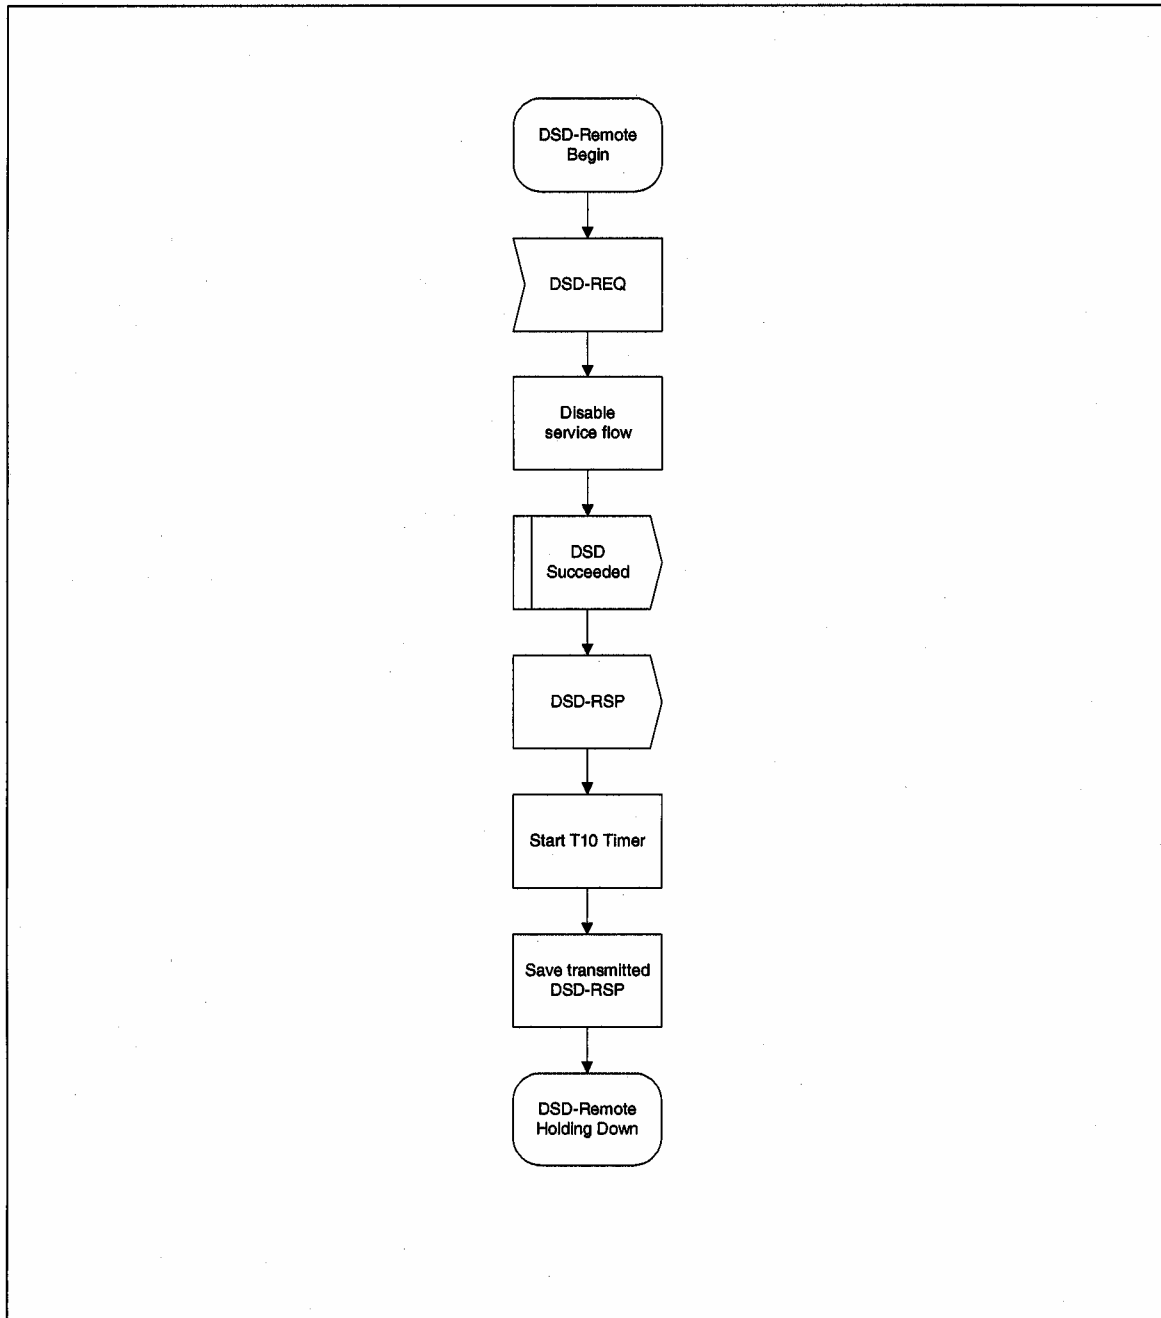 DSD-Remote
Begin
DSD-REQ
Disable
service flow
DSD
Succeeded
DSD-RSP
Start T10 Timer
Save transmitted
DSD-RSP
DSD-Remote
Holding Down